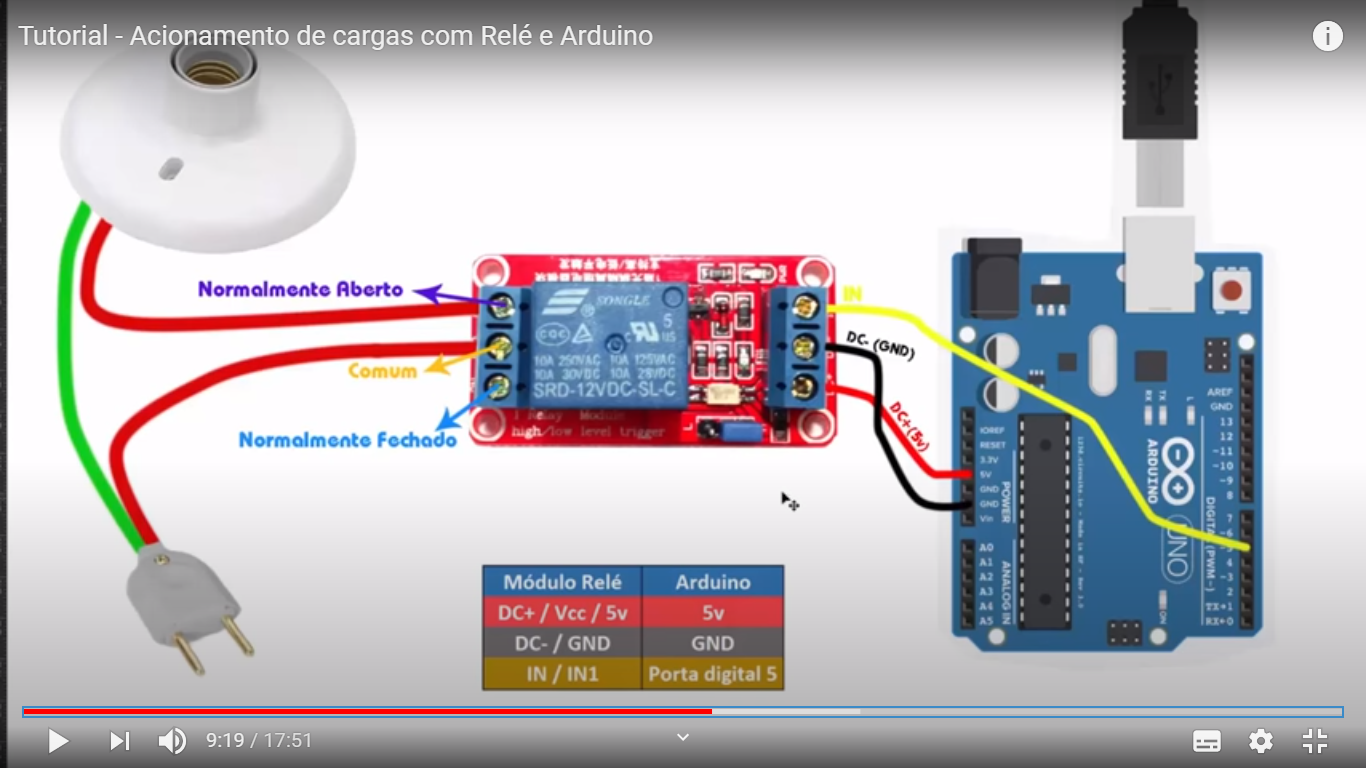 Tutorial - Acionamento de cargas com Relé e Arduino
Normalmente Aberto
Comum
Normalmente Fechado
SONGLE
CQC
US
5
10A 250VAC 10A 125VAC
10A 30VDC 10A 28VDC
SRD-12VDC-SL-C
1 Relay Module
high/low level trigger
IN
DC- (GND)
DC+(5v)
IOREF
RESET
3.3V
5V
GND
GND
Vin
POWER
A0
A1
A2
A3
A4
A5
ANALOG IN
AREF
GND
13
12
~11
~10
~9
8
7
~6
4
~3
2
TX→1
RX←0
DIGITAL (PWM~)
RX
TX
L
ARDUINO
UNO
ON
Módulo Relé Arduino
DC+ / Vcc / 5v 5v
DC- / GND GND
IN / IN1 Porta digital 5
9:19 / 17:51